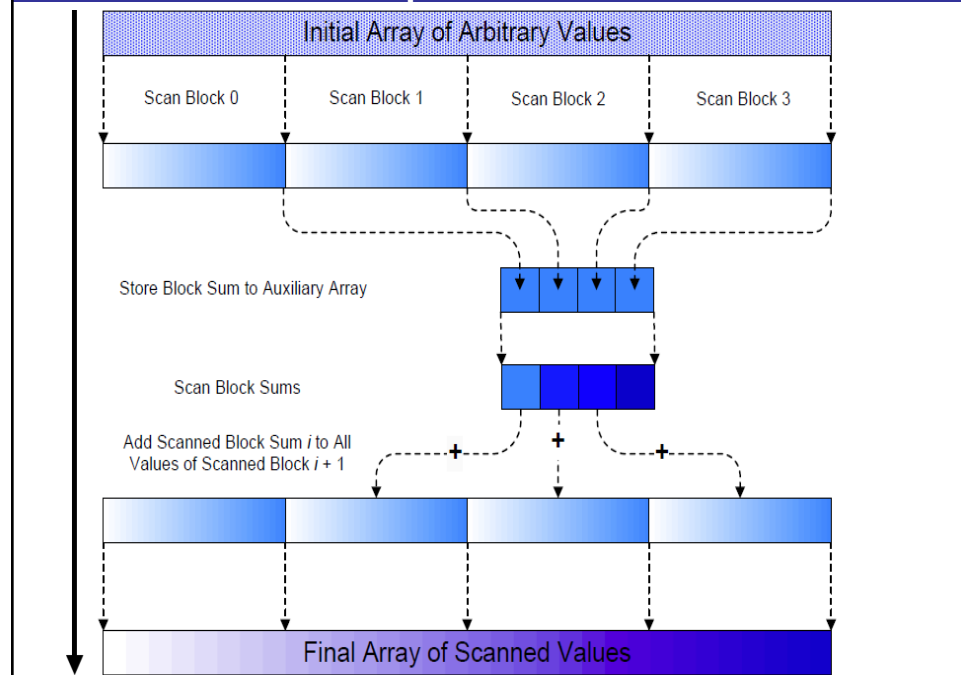 Initial Array of Arbitrary Values
Scan Block 0
Scan Block 1
Scan Block 2
Scan Block 3
Store Block Sum to Auxiliary Array
Scan Block Sums
Add Scanned Block Sum i to All
Values of Scanned Block i + 1
+
+
+
Final Array of Scanned Values